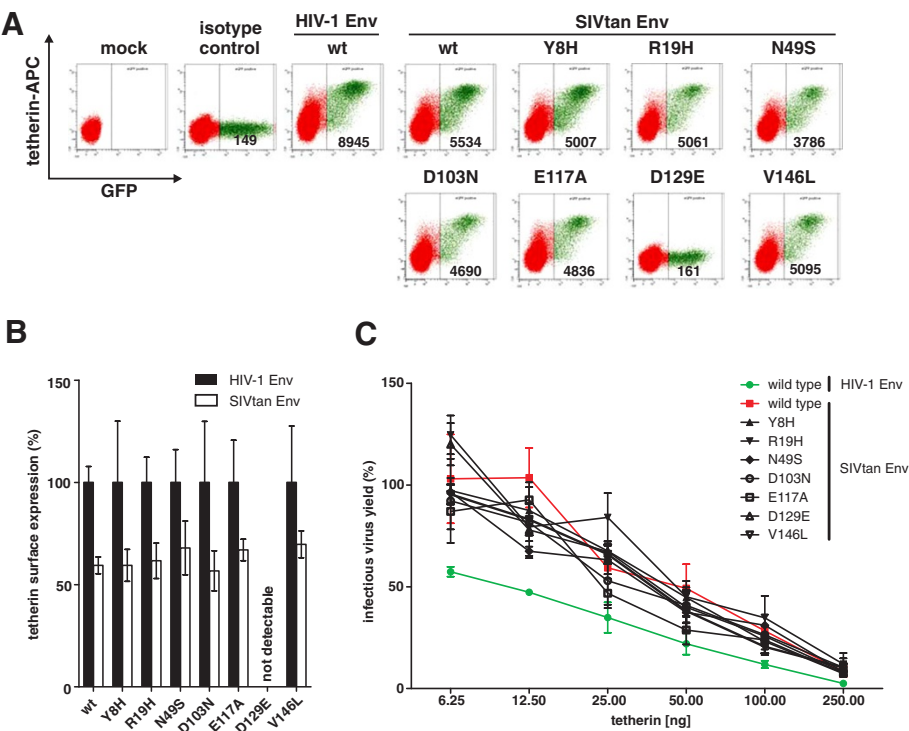 A
mock
isotype
control
HIV-1 Env
wt
SIVtan Env
wt
Y8H
R19H
N49S
tetherin-APC
149
8945
5534
5007
5061
3786
GFP
D103N
E117A
D129E
V146L
4690
4836
161
5095
B
150
100
50
0
tetherin surface expression (%)
HIV-1 Env
SIVtan Env
not detectable
wt
Y8H
R19H
N49S
D103N
E117A
D129E
V146L
C
150
100
50
0
infectious virus yield (%)
wild type
HIV-1 Env
wild type
Y8H
R19H
N49S
D103N
E117A
D129E
V146L
SIVtan Env
6.25
12.50
25.00
50.00
100.00
250.00
tetherin [ng]